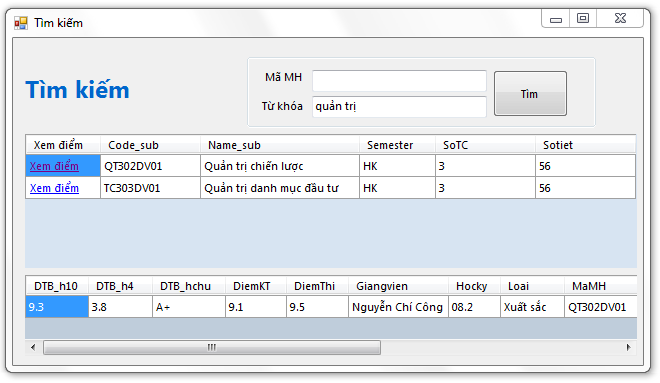 Tìm kiếm
Mã MH
Tìm kiếm
Tìm
Từ khóa quản trị
Xem điểm Code_sub Name_sub Semester SoTC Sotiet
Xem điểm QT302DV01 Quản trị chiến lược HK 3 56
Xem điểm TC303DV01 Quản trị danh mục đầu tư HK 3 56
DTB_h10 DTB_h4 DTB_hchu DiemKT DiemThi Giangvien Hocky Loai MaMH
9.3 3.8 A+ 9.1 9.5 Nguyễn Chí Công 08.2 Xuất sắc QT302DV01